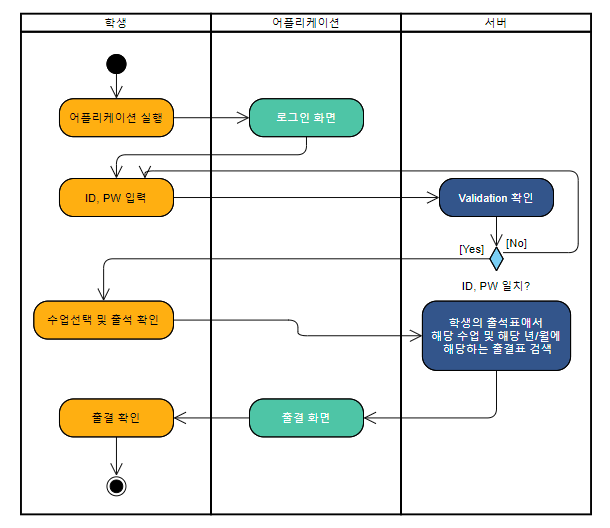 학생
어플리케이션
서버
어플리케이션 실행
로그인 화면
ID, PW 입력
Validation 확인
[Yes]
[No]
ID, PW 일치?
수업선택 및 출석 확인
학생의 출석표에서
해당 수업 및 해당 년/월에
해당하는 출결표 검색
출결 확인
출결 화면